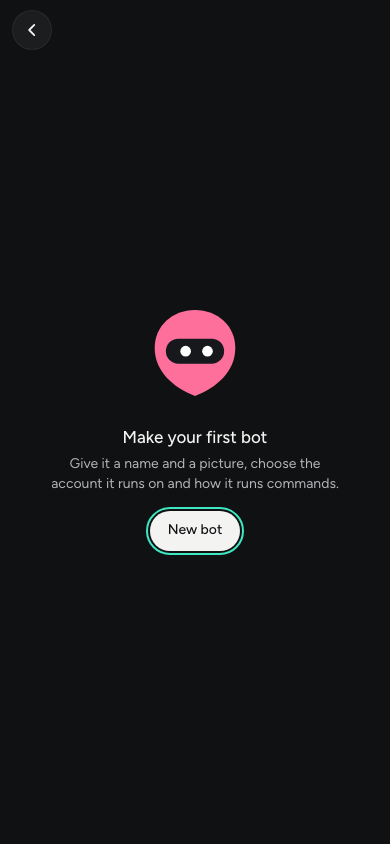 Make your first bot
Give it a name and a picture, choose the
account it runs on and how it runs commands.
New bot